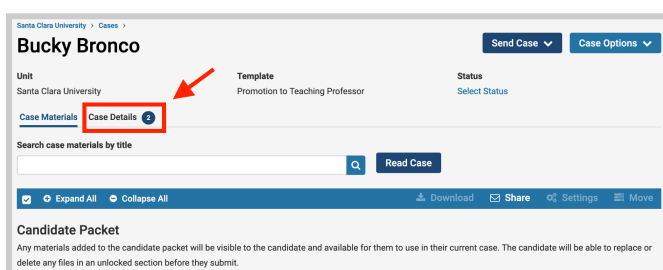 Santa Clara University > Cases >
Bucky Bronco
Send Case
Case Options
Unit
Template
Status
Santa Clara University
Promotion to Teaching Professor
Select Status
Case Materials
Case Details 2
Search case materials by title
Read Case
Expand All
Collapse All
Download
Share
Settings
Move
Candidate Packet
Any materials added to the candidate packet will be visible to the candidate and available for them to use in their current case. The candidate will be able to replace or
delete any files in an unlocked section before they submit.